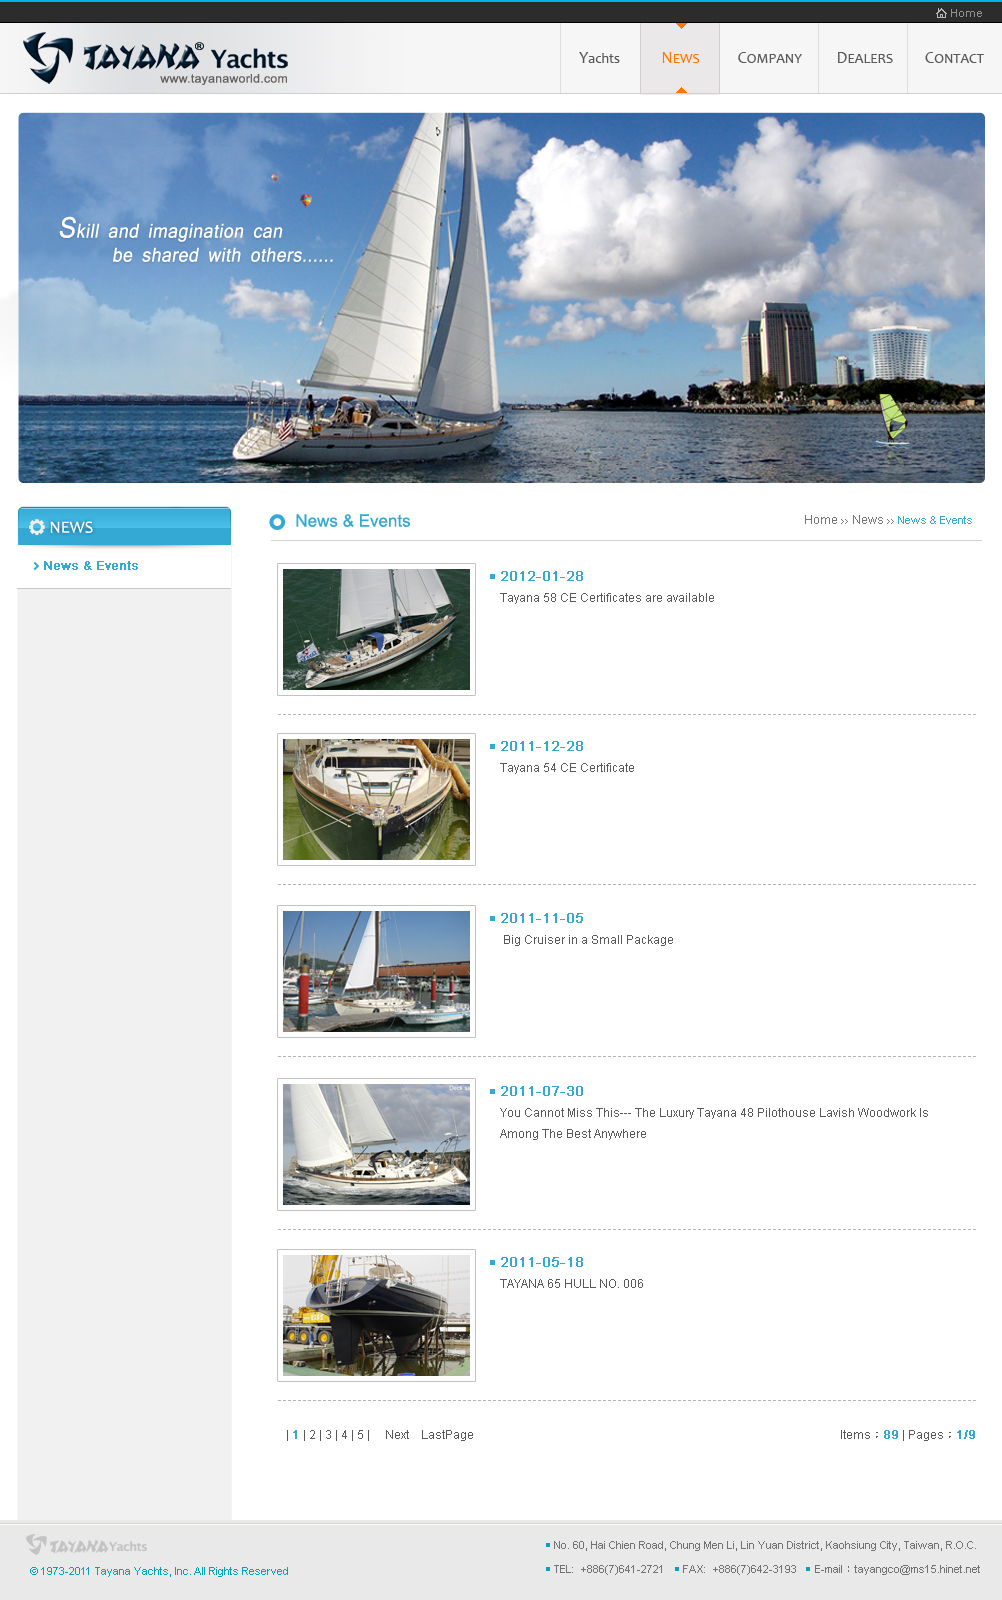 Home
TAYANA® Yachts
www.tayanaworld.com
Yachts
NEWS
COMPANY
DEALERS
CONTACT
Skill and imagination can
be shared with others......
NEWS
News & Events
News & Events
Home >> News >> News & Events
2012-01-28
Tayana 58 CE Certificates are available
2011-12-28
Tayana 54 CE Certificate
2011-11-05
Big Cruiser in a Small Package
2011-07-30
You Cannot Miss This--- The Luxury Tayana 48 Pilothouse Lavish Woodwork Is
Among The Best Anywhere
2011-05-18
TAYANA 65 HULL NO. 006
| 1 | 2 | 3 | 4 | 5 | Next LastPage
Items：89 | Pages：1/9
TAYANA Yachts
© 1973-2011 Tayana Yachts, Inc. All Rights Reserved
No. 60, Hai Chien Road, Chung Men Li, Lin Yuan District, Kaohsiung City, Taiwan, R.O.C.
TEL: +886(7)641-2721 FAX: +886(7)642-3193 E-mail：tayangco@ms15.hinet.net